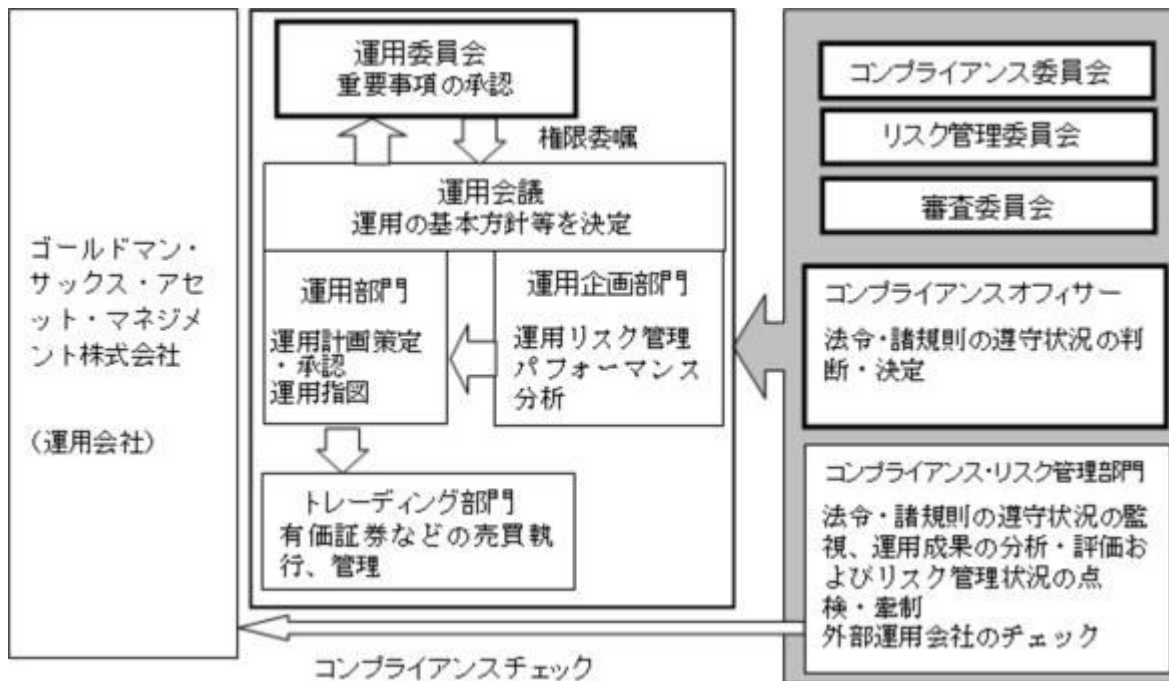 ゴールドマン・
サックス・アセ
ット・マネジメ
ント株式会社
（運用会社）
運用委員会
重要事項の承認
権限委嘱
運用会議
運用の基本方針等を決定
運用部門
運用計画策定
・承認
運用指図
運用企画部門
運用リスク管理
パフォーマンス
分析
トレーディング部門
有価証券などの売買執
行、管理
コンプライアンス委員会
リスク管理委員会
審査委員会
コンプライアンスオフィサー
法令・諸規則の遵守状況の判
断・決定
コンプライアンス・リスク管理部門
法令・諸規則の遵守状況の監
視、運用成果の分析・評価お
よびリスク管理状況の点
検・牽制
外部運用会社のチェック
コンプライアンスチェック